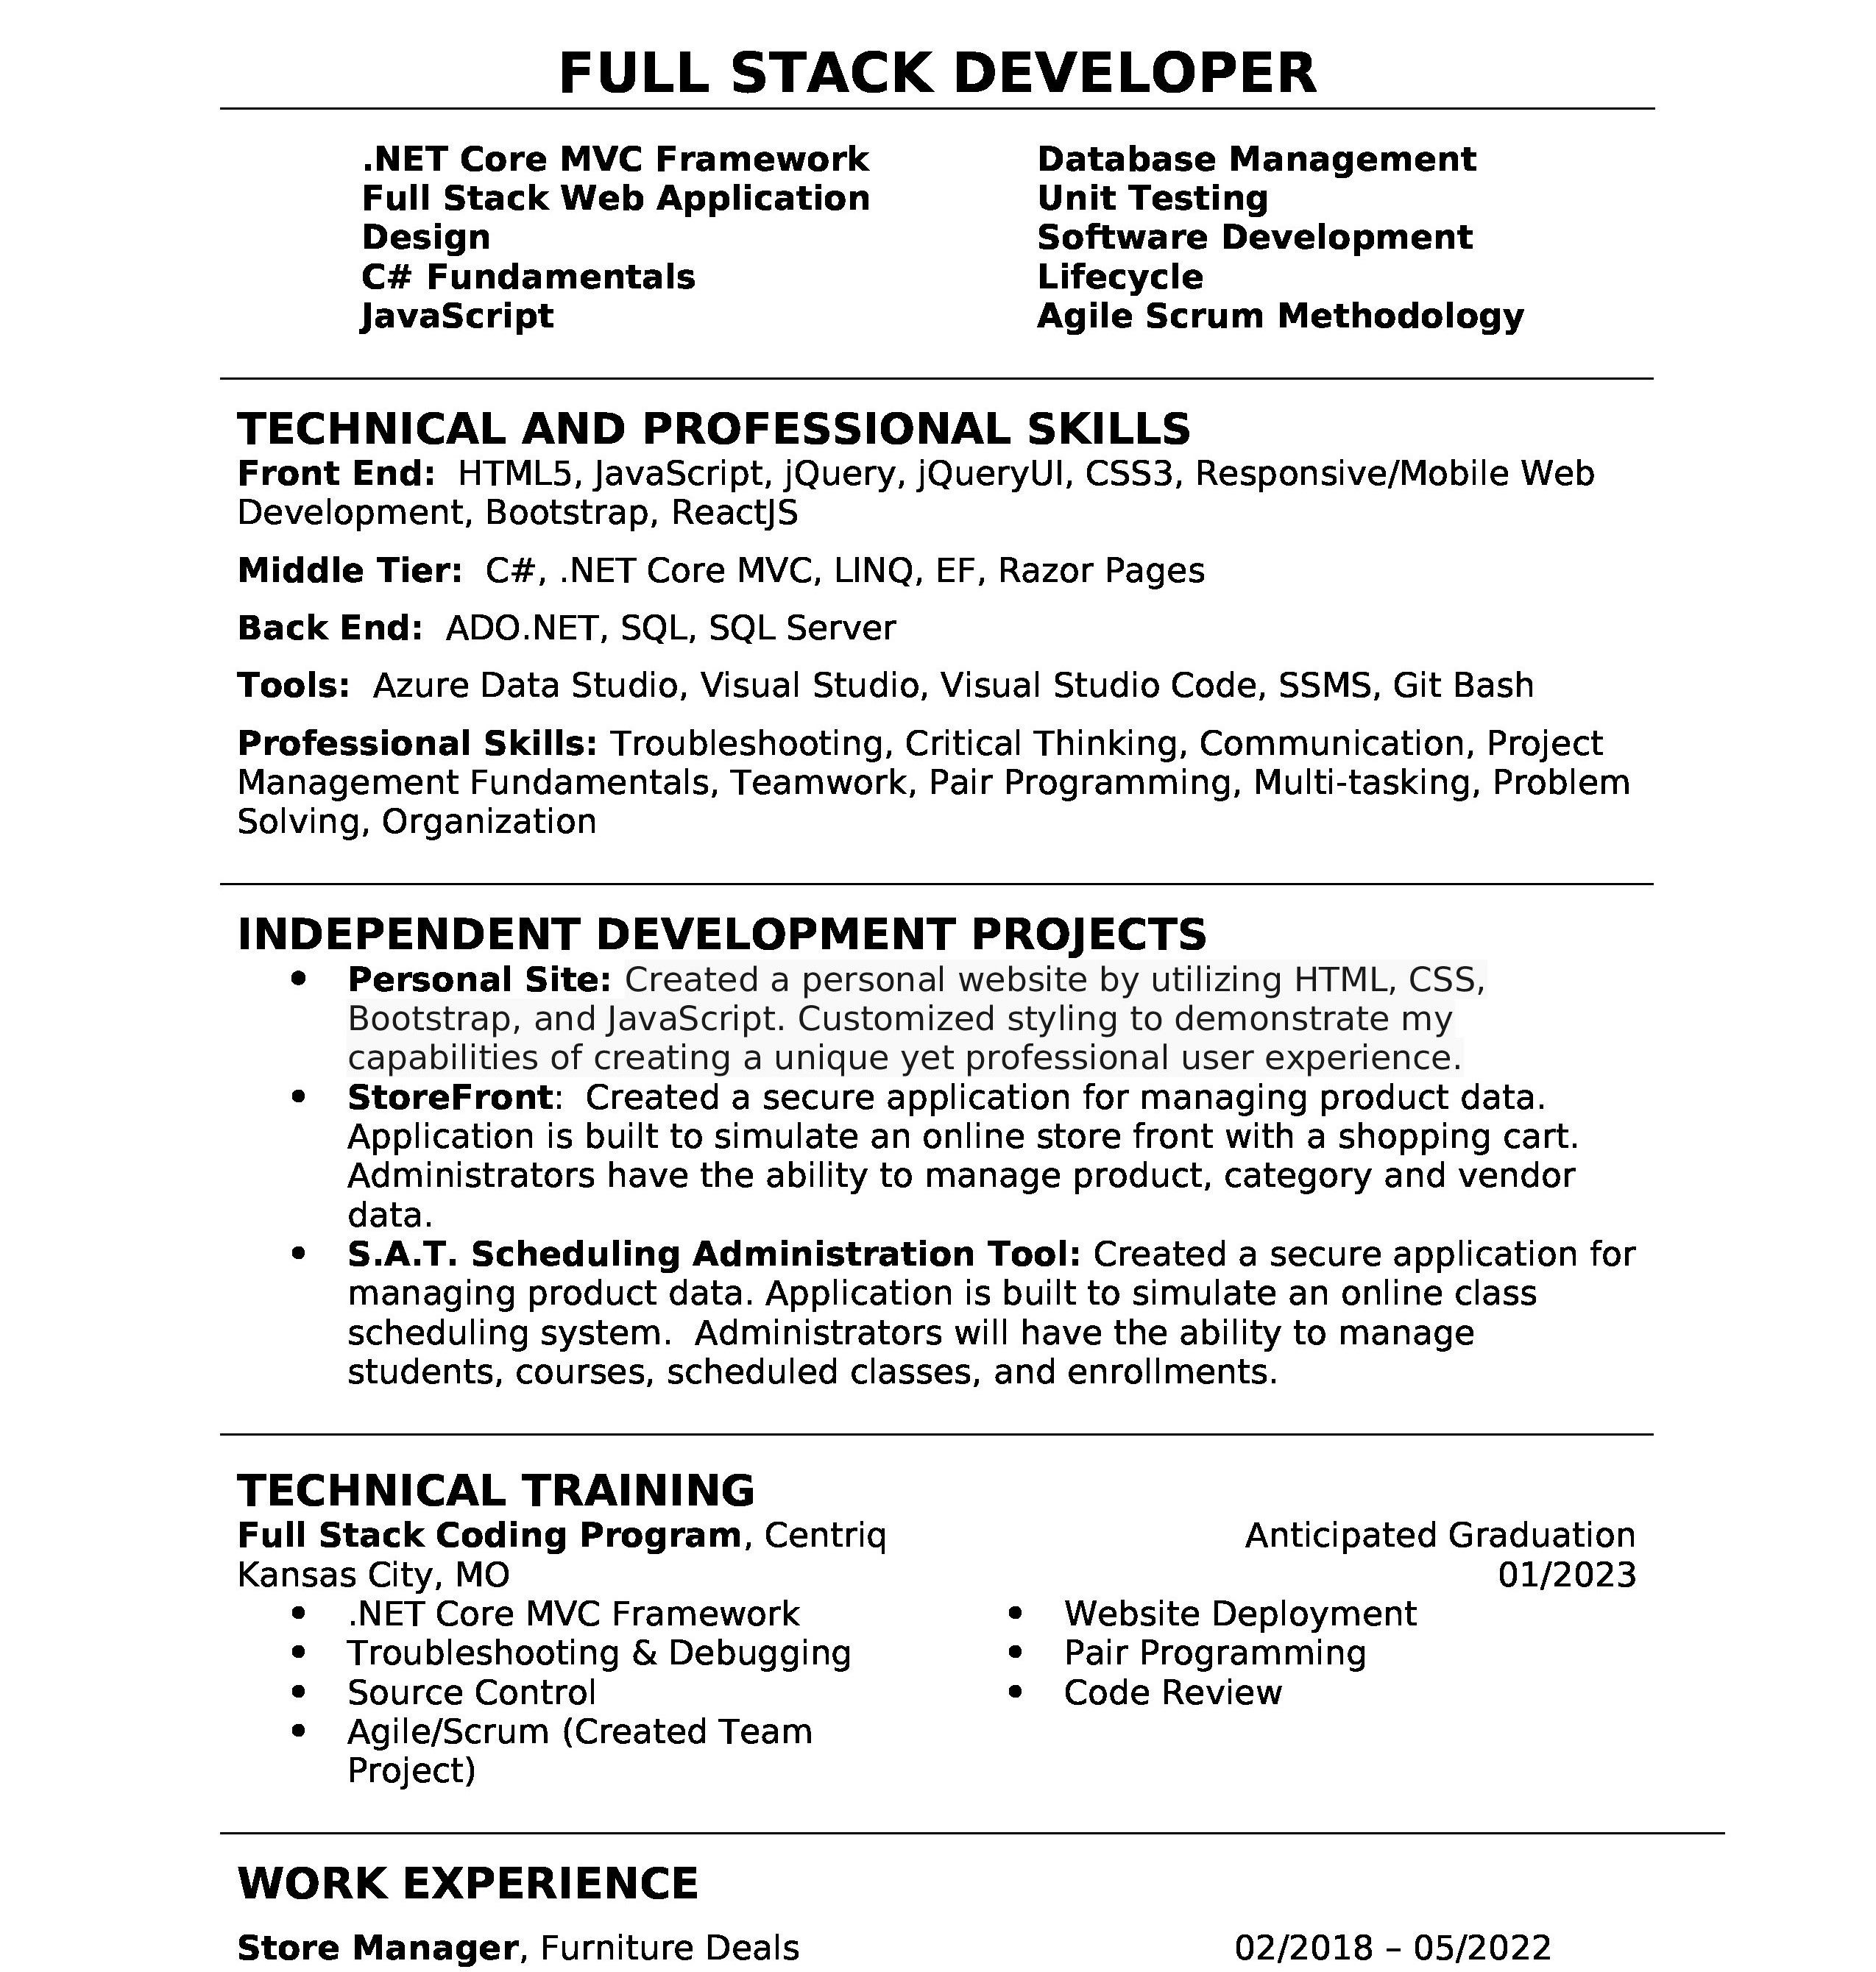 FULL STACK DEVELOPER
.NET Core MVC Framework
Full Stack Web Application
Design
C# Fundamentals
JavaScript
Database Management
Unit Testing
Software Development
Lifecycle
Agile Scrum Methodology
TECHNICAL AND PROFESSIONAL SKILLS
Front End:  HTML5, JavaScript, jQuery, jQueryUI, CSS3, Responsive/Mobile Web
Development, Bootstrap, ReactJS
Middle Tier:  C#, .NET Core MVC, LINQ, EF, Razor Pages
Back End:  ADO.NET, SQL, SQL Server
Tools:  Azure Data Studio, Visual Studio, Visual Studio Code, SSMS, Git Bash
Professional Skills: Troubleshooting, Critical Thinking, Communication, Project
Management Fundamentals, Teamwork, Pair Programming, Multi-tasking, Problem
Solving, Organization
INDEPENDENT DEVELOPMENT PROJECTS
• Personal Site: Created a personal website by utilizing HTML, CSS,
Bootstrap, and JavaScript. Customized styling to demonstrate my
capabilities of creating a unique yet professional user experience.
• StoreFront:  Created a secure application for managing product data.
Application is built to simulate an online store front with a shopping cart.
Administrators have the ability to manage product, category and vendor
data.
• S.A.T. Scheduling Administration Tool: Created a secure application for
managing product data. Application is built to simulate an online class
scheduling system.  Administrators will have the ability to manage
students, courses, scheduled classes, and enrollments.
TECHNICAL TRAINING
Full Stack Coding Program, Centriq
Kansas City, MO
Anticipated Graduation
01/2023
• .NET Core MVC Framework
• Troubleshooting & Debugging
• Source Control
• Agile/Scrum (Created Team
Project)
• Website Deployment
• Pair Programming
• Code Review
WORK EXPERIENCE
Store Manager, Furniture Deals 02/2018 – 05/2022